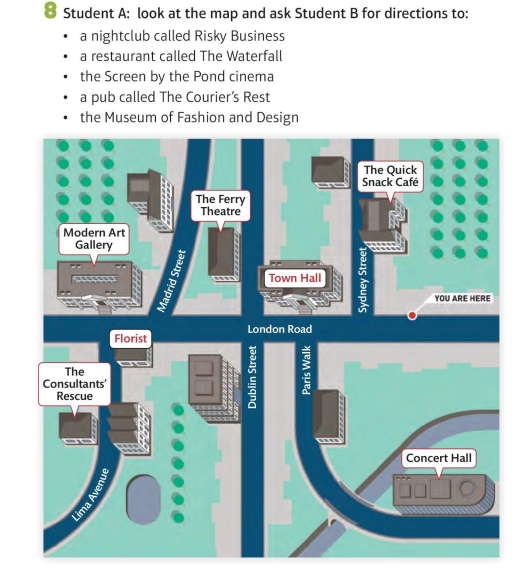 8 Student A: look at the map and ask Student B for directions to:
• a nightclub called Risky Business
• a restaurant called The Waterfall
• the Screen by the Pond cinema
• a pub called The Courier’s Rest
• the Museum of Fashion and Design
The Quick
Snack Café
The Ferry
Theatre
Modern Art
Gallery
Madrid Street
Town Hall
Sydney Street
YOU ARE HERE
London Road
Florist
Dublin Street
Paris Walk
The
Consultants’
Rescue
Concert Hall
Lima Avenue